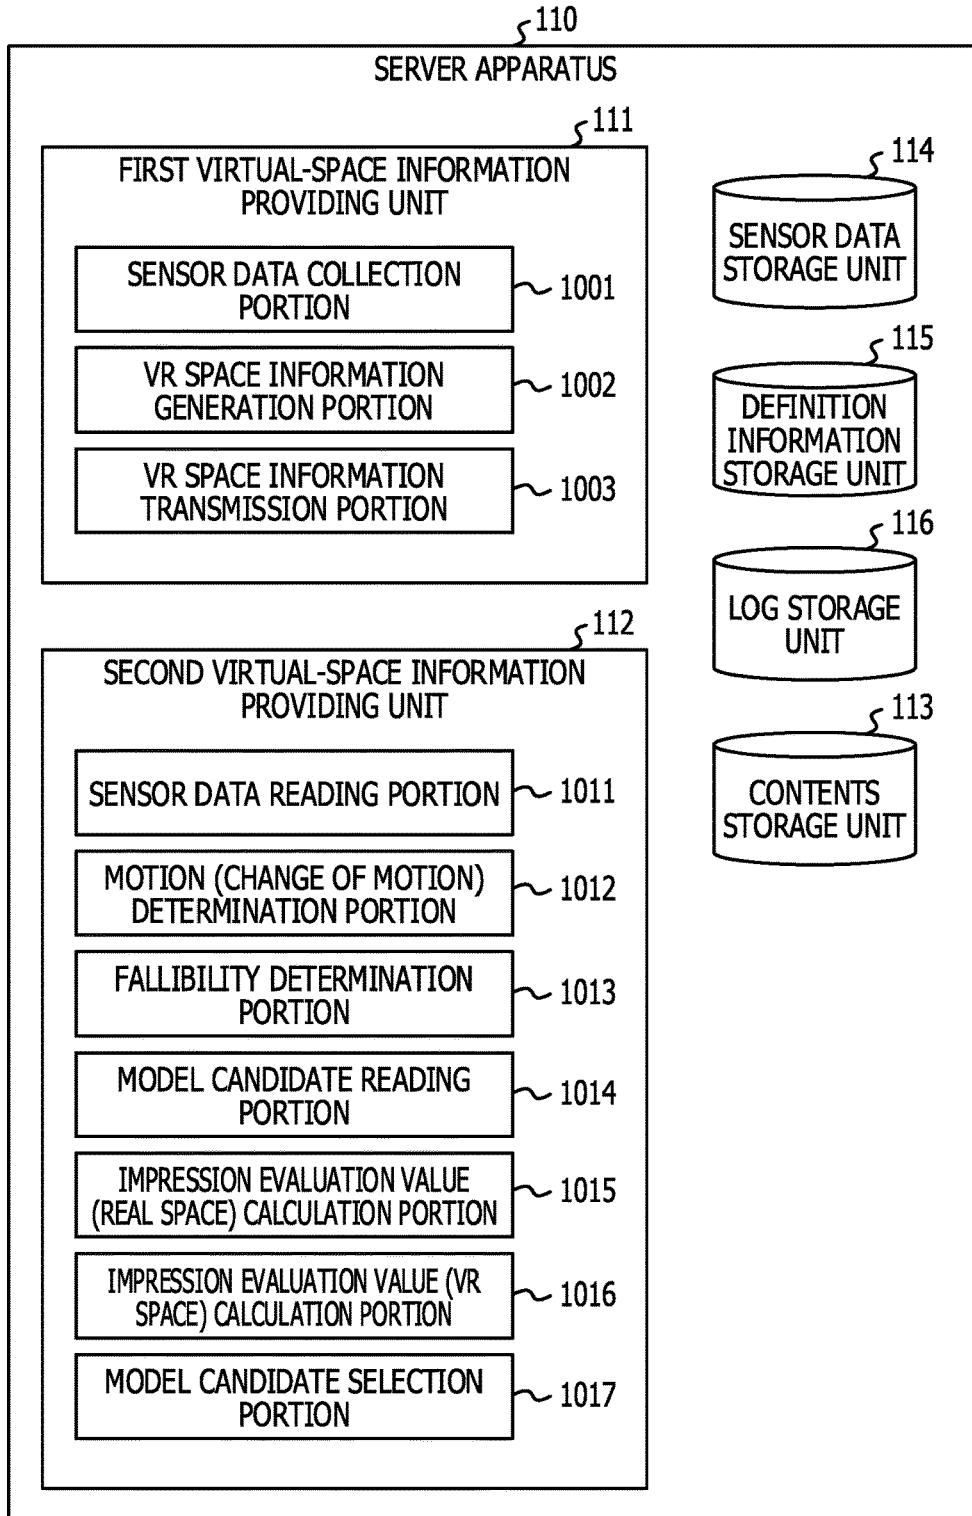 110
SERVER APPARATUS
111
FIRST VIRTUAL-SPACE INFORMATION
PROVIDING UNIT
SENSOR DATA COLLECTION
PORTION
1001
VR SPACE INFORMATION
GENERATION PORTION
1002
VR SPACE INFORMATION
TRANSMISSION PORTION
1003
112
SECOND VIRTUAL-SPACE INFORMATION
PROVIDING UNIT
SENSOR DATA READING PORTION
1011
MOTION (CHANGE OF MOTION)
DETERMINATION PORTION
1012
FALLIBILITY DETERMINATION
PORTION
1013
MODEL CANDIDATE READING
PORTION
1014
IMPRESSION EVALUATION VALUE
(REAL SPACE) CALCULATION PORTION
1015
IMPRESSION EVALUATION VALUE (VR
SPACE) CALCULATION PORTION
1016
MODEL CANDIDATE SELECTION
PORTION
1017
114
SENSOR DATA
STORAGE UNIT
115
DEFINITION
INFORMATION
STORAGE UNIT
116
LOG STORAGE
UNIT
113
CONTENTS
STORAGE UNIT